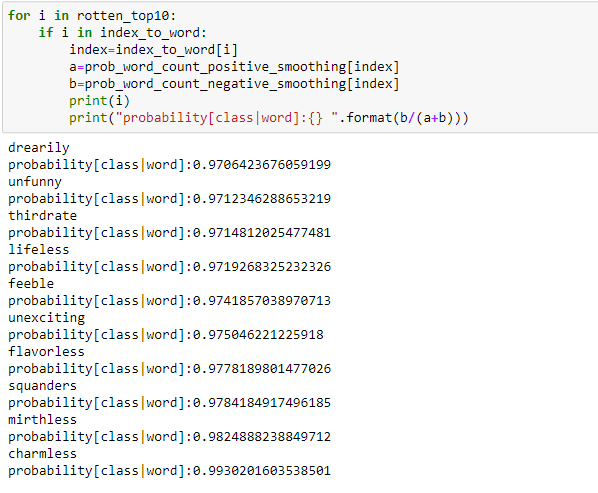 for i in rotten_top10:
    if i in index_to_word:
        index=index_to_word[i]
        a=prob_word_count_positive_smoothing[index]
        b=prob_word_count_negative_smoothing[index]
        print(i)
        print("probability[class|word]:{} ".format(b/(a+b)))
drearily
probability[class|word]:0.9706423676059199
unfunny
probability[class|word]:0.9712346288653219
thirdrate
probability[class|word]:0.9714812025477481
lifeless
probability[class|word]:0.9719268325232326
feeble
probability[class|word]:0.9741857038970713
unexciting
probability[class|word]:0.975046221225918
flavorless
probability[class|word]:0.9778189801477026
squanders
probability[class|word]:0.9784184917496185
mirthless
probability[class|word]:0.9824888238849712
charmless
probability[class|word]:0.9930201603538501